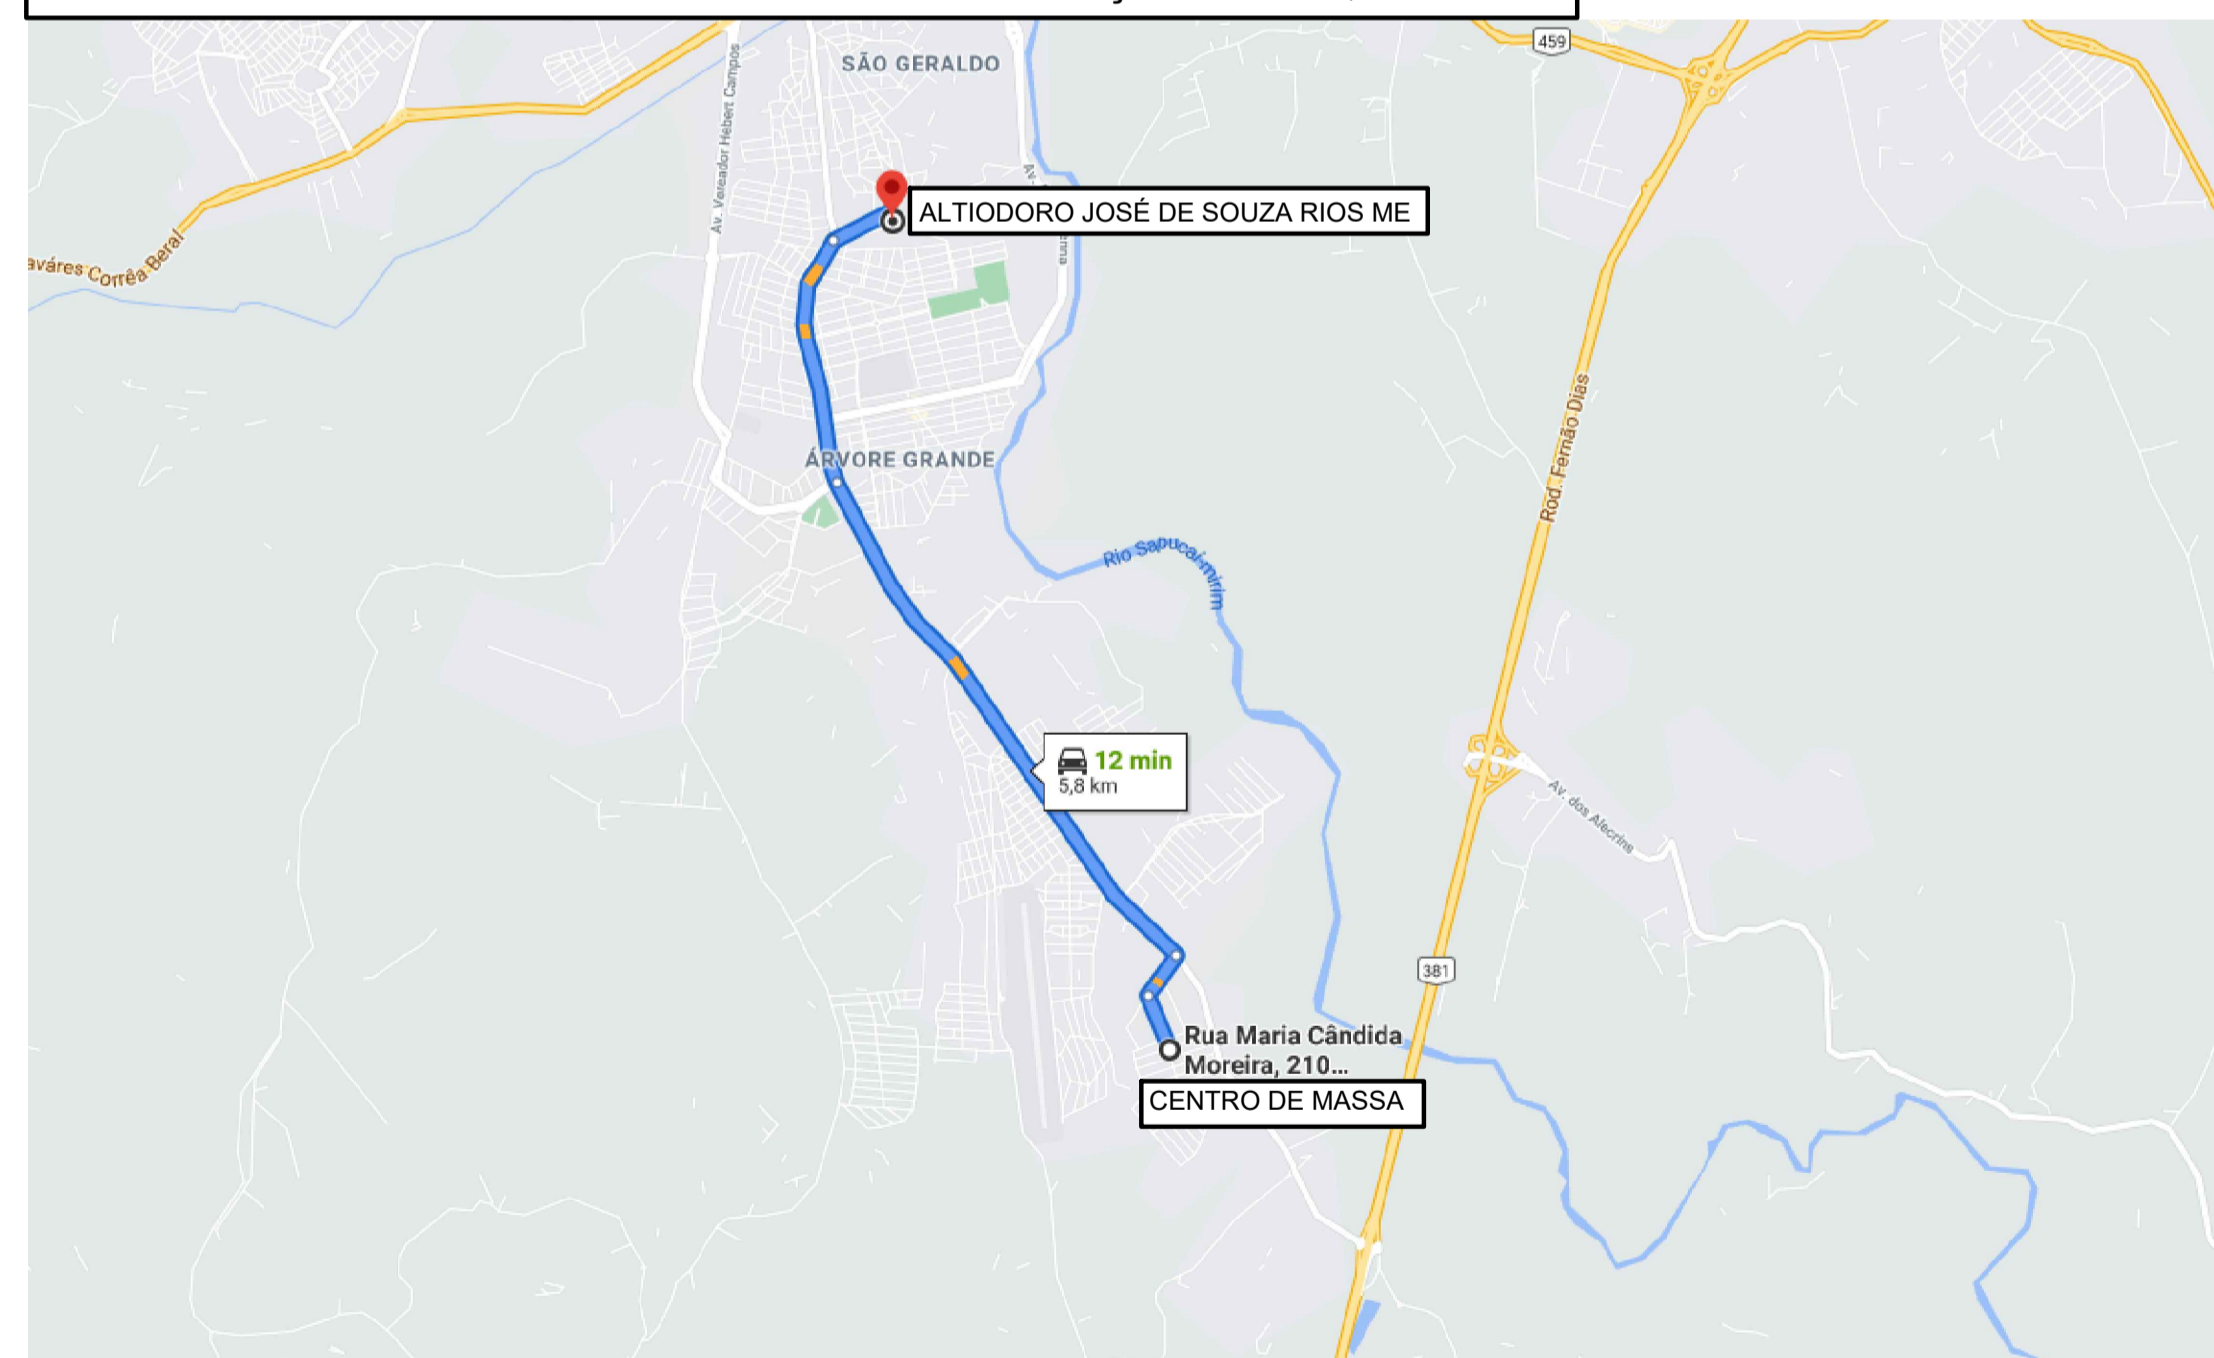 459
SÃO GERALDO
Av. Vereador Hébert Campos
Av.
ALTIODORO JOSÉ DE SOUZA RIOS ME
aváres Corrêa Beral
Rod. Fernão Dias
ÁRVORE GRANDE
Rio Sapucaí-mirim
12 min
5,8 km
Av. dos Alecrins
381
Rua Maria Cândida
Moreira, 210...
CENTRO DE MASSA